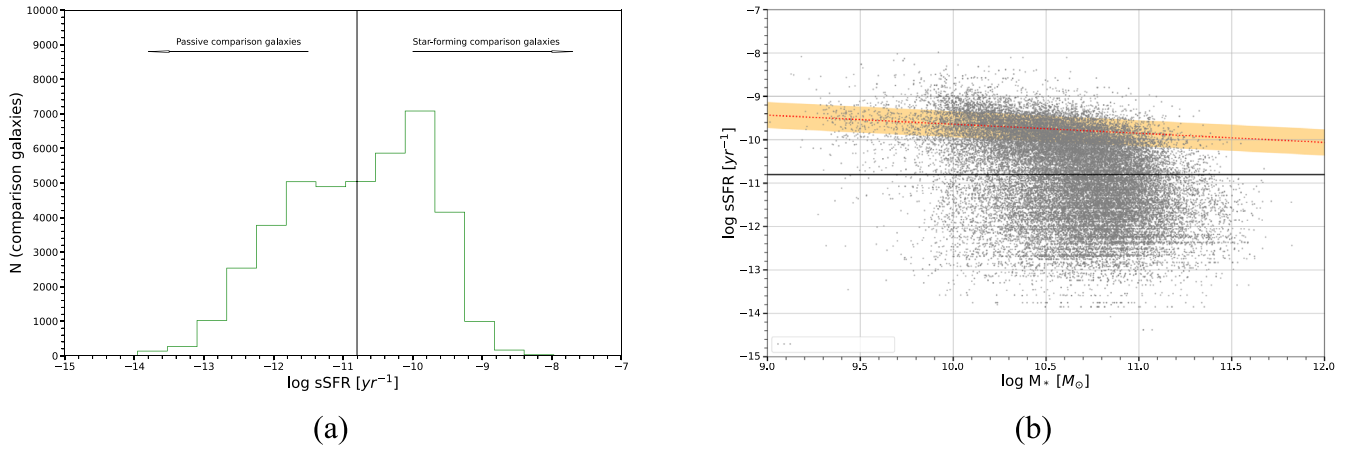 10000
9000
8000
7000
6000
5000
4000
3000
2000
1000
0
N (comparison galaxies)
Passive comparison galaxies
Star-forming comparison galaxies
−15 −14 −13 −12 −11 −10 −9 −8 −7
log sSFR [yr⁻¹]
(a)
−7
−8
−9
−10
−11
−12
−13
−14
−15
log sSFR [yr⁻¹]
9.0 9.5 10.0 10.5 11.0 11.5 12.0
log M* [M⊙]
(b)